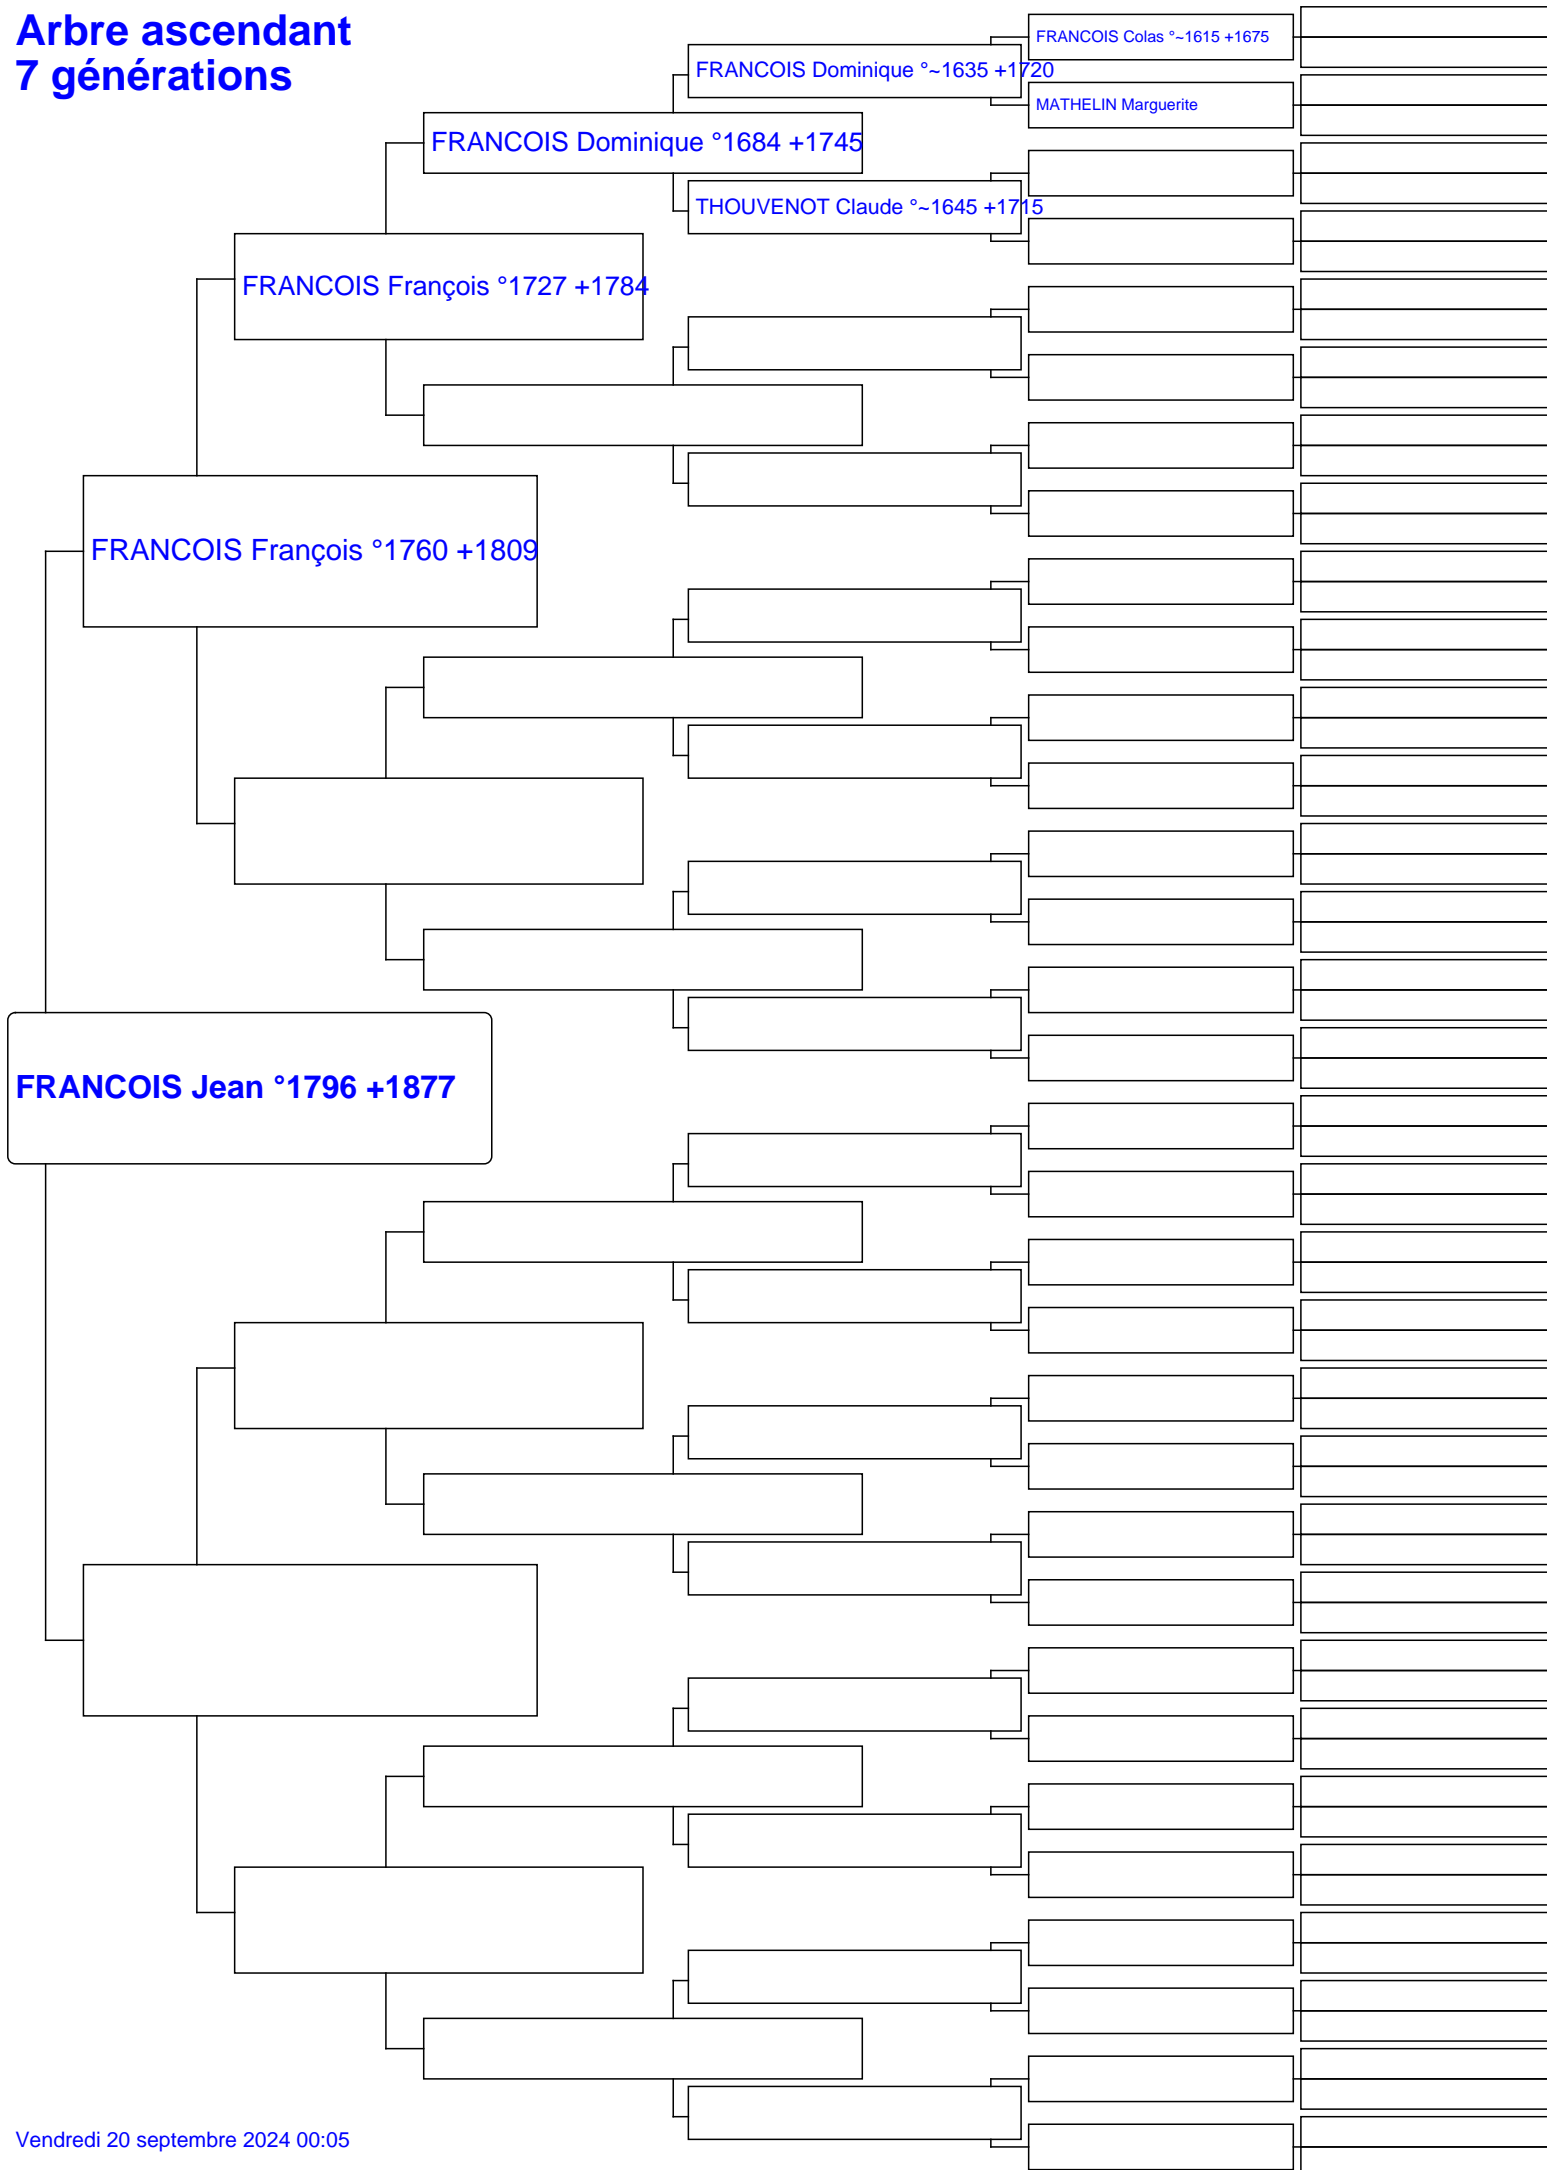 Arbre ascendant
7 générations
FRANCOIS Colas °~1615 +1675
FRANCOIS Dominique °~1635 +1720
MATHELIN Marguerite
FRANCOIS Dominique °1684 +1745
THOUVENOT Claude °~1645 +1715
FRANCOIS François °1727 +1784
FRANCOIS François °1760 +1809
FRANCOIS Jean °1796 +1877
Vendredi 20 septembre 2024 00:05